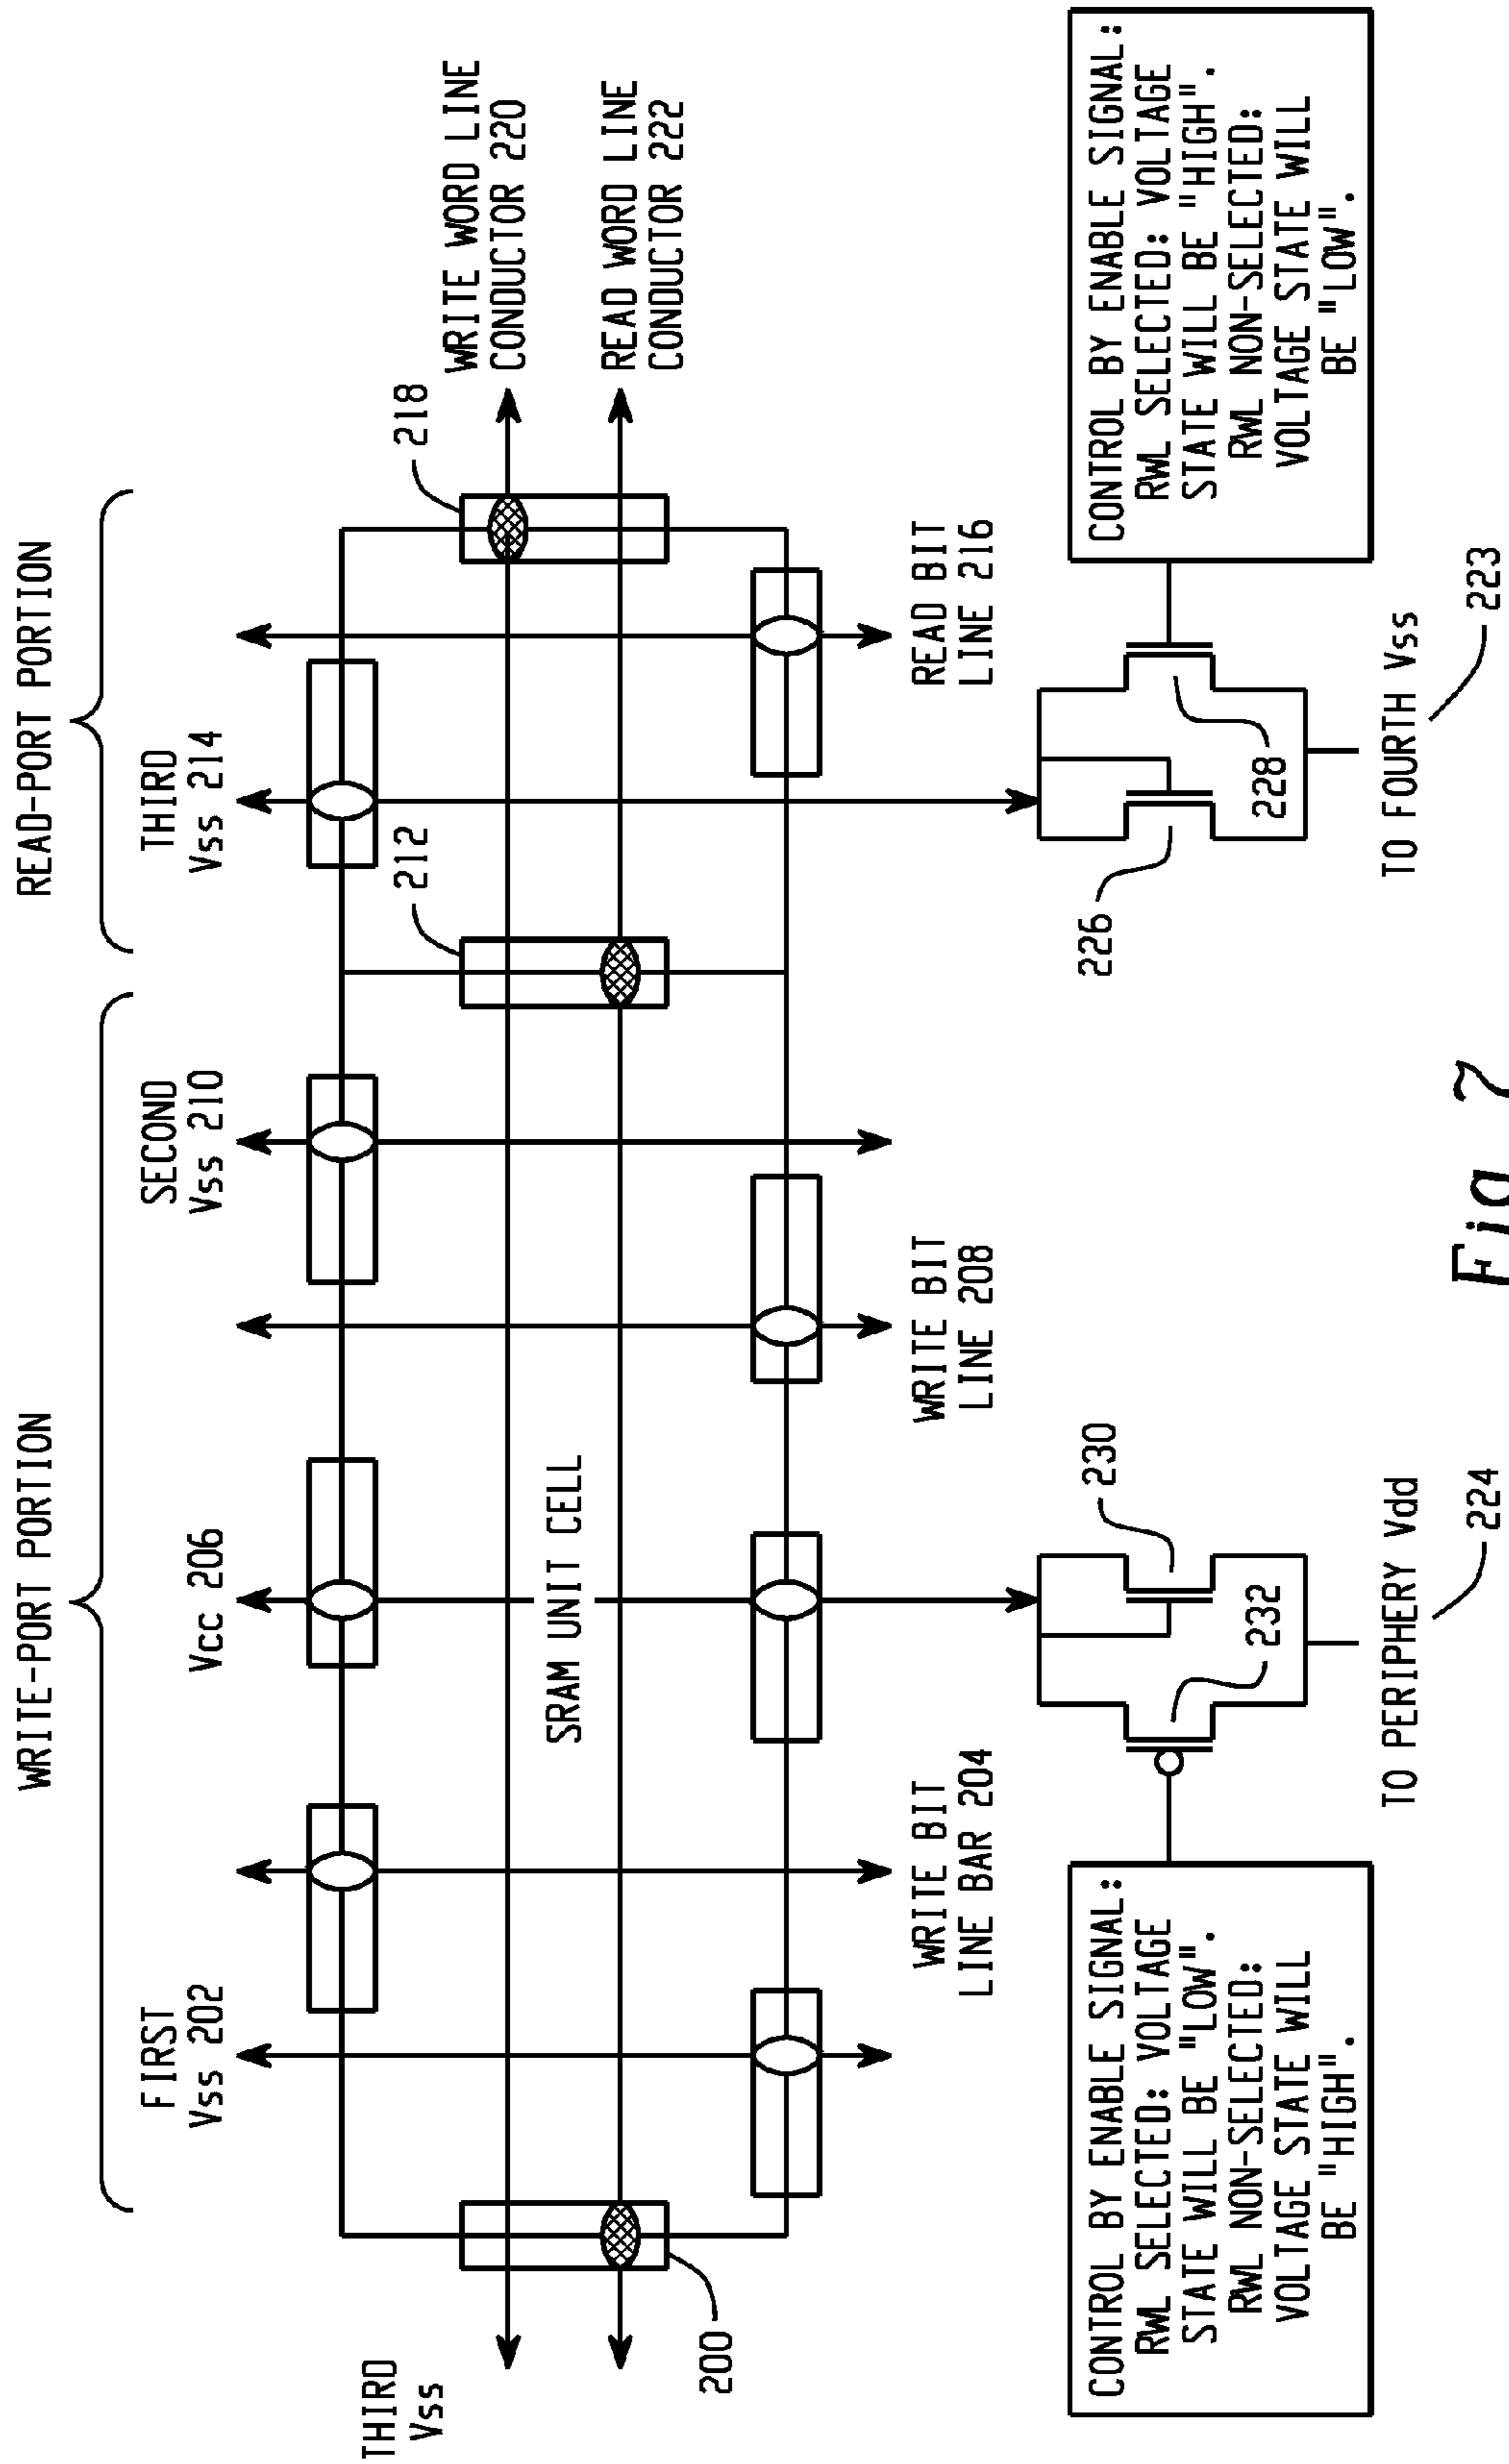 WRITE-PORT PORTION
READ-PORT PORTION
FIRST
Vss 202
Vcc 206
SECOND
Vss 210
THIRD
Vss 214
212
218
THIRD
Vss
WRITE WORD LINE
CONDUCTOR 220
READ WORD LINE
CONDUCTOR 222
SRAM UNIT CELL
200
WRITE BIT
LINE BAR 204
WRITE BIT
LINE 208
READ BIT
LINE 216
CONTROL BY ENABLE SIGNAL:
RWL SELECTED: VOLTAGE
STATE WILL BE "LOW".
RWL NON-SELECTED:
VOLTAGE STATE WILL
BE "HIGH".
232
230
TO PERIPHERY Vdd
224
226
228
CONTROL BY ENABLE SIGNAL:
RWL SELECTED: VOLTAGE
STATE WILL BE "HIGH".
RWL NON-SELECTED:
VOLTAGE STATE WILL
BE "LOW".
TO FOURTH Vss
223
Fig 7